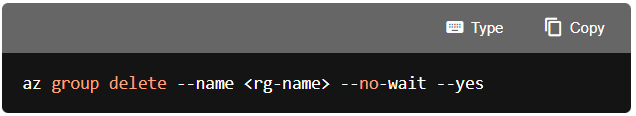 Type Copy
az group delete --name <rg-name> --no-wait --yes